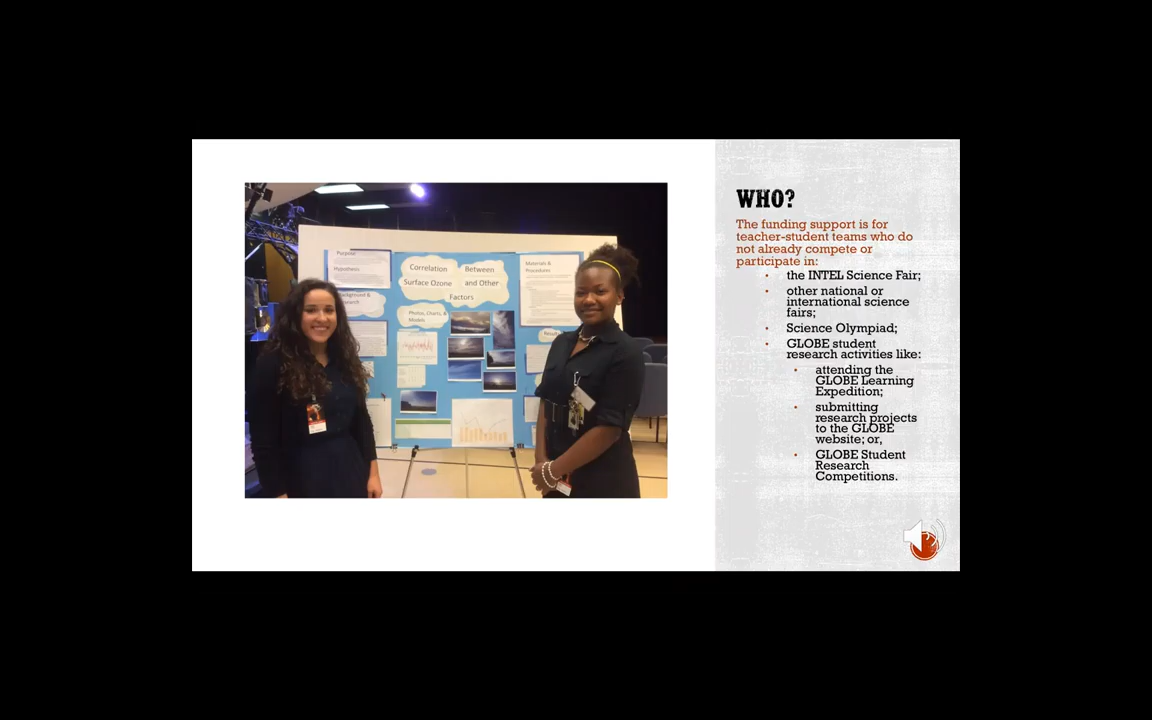 Purpose
Hypothesis
Background &
Correlation Between
Surface Ozone and Other
Factors
Photos, Charts, &
Models
Materials &
Procedures
WHO?
The funding support is for
teacher-student teams who do
not already compete or
participate in:
• the INTEL Science Fair;
• other national or
international science
fairs;
• Science Olympiad;
• GLOBE student
research activities like:
• attending the
GLOBE Learning
Expedition;
• submitting
research projects
to the GLOBE
website; or,
• GLOBE Student
Research
Competitions.